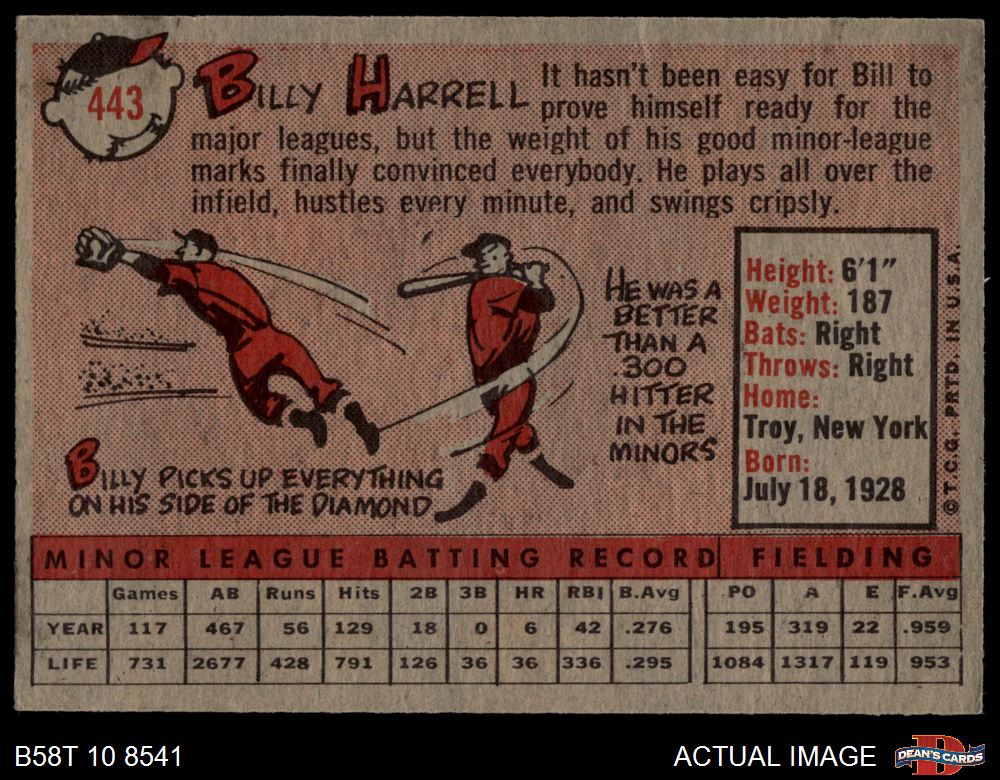 443
BILLY HARRELL It hasn't been easy for Bill to
prove himself ready for the
major leagues, but the weight of his good minor-league
marks finally convinced everybody. He plays all over the
infield, hustles every minute, and swings cripsly.
HE WAS A
BETTER
THAN A
.300
HITTER
IN THE
MINORS
BILLY PICKS UP EVERYTHING
ON HIS SIDE OF THE DIAMOND
Height: 6'1"
Weight: 187
Bats: Right
Throws: Right
Home:
Troy, New York
Born:
July 18, 1928
© T.C.G. PRTD. IN U.S.A.
MINOR LEAGUE BATTING RECORD FIELDING
Games AB Runs Hits 2B 3B HR RBI B.Avg PO A E F.Avg
YEAR 117 467 56 129 18 0 6 42 .276 195 319 22 .959
LIFE 731 2677 428 791 126 36 36 336 .295 1084 1317 119 953
B58T 10 8541 ACTUAL IMAGE D DEAN'S CARDS